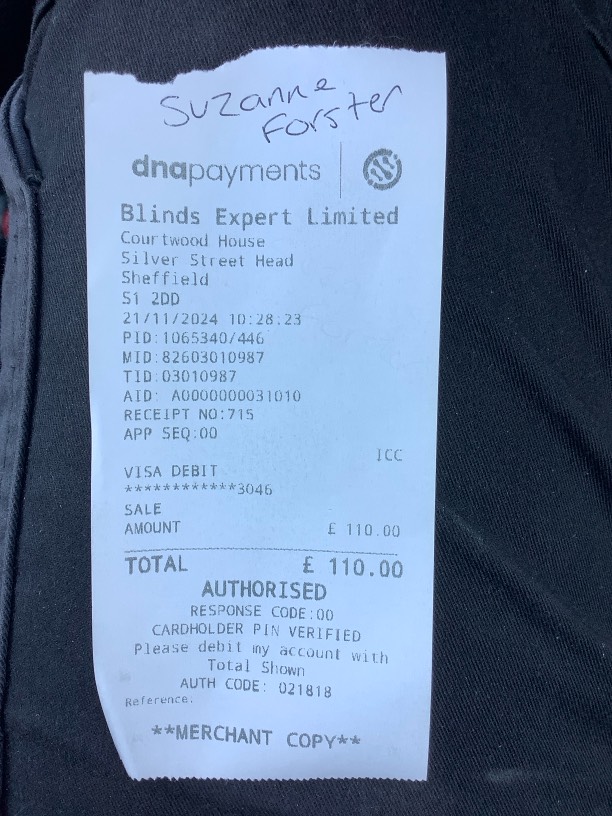 Suzanne
Forster
dnapayments
Blinds Expert Limited
Courtwood House
Silver Street Head
Sheffield
S1 2DD
21/11/2024 10:28:23
PID:1065340/446
MID:82603010987
TID:03010987
AID: A0000000031010
RECEIPT NO:715
APP SEQ:00
ICC
VISA DEBIT
************3046
SALE
AMOUNT £ 110.00
TOTAL £ 110.00
AUTHORISED
RESPONSE CODE:00
CARDHOLDER PIN VERIFIED
Please debit my account with
Total Shown
AUTH CODE: 021818
Reference:
**MERCHANT COPY**